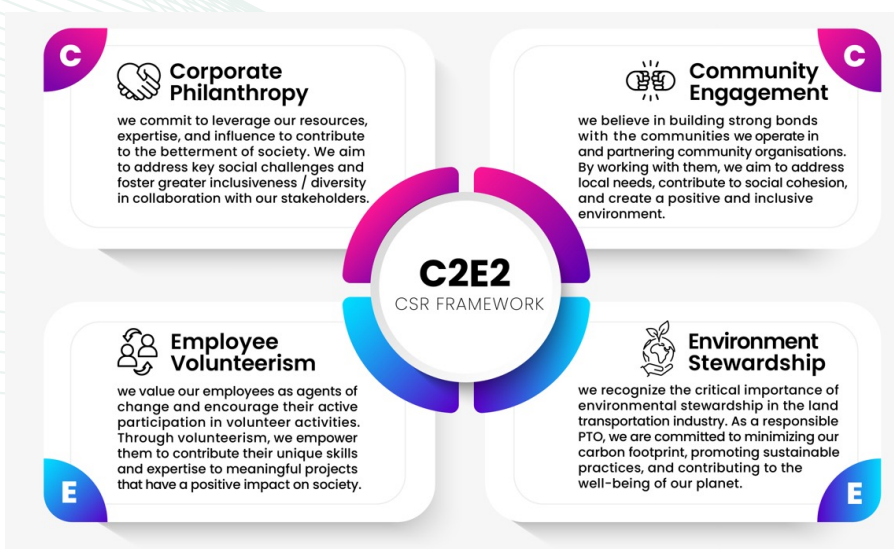 C
Corporate
Philanthropy
we commit to leverage our resources,
expertise, and influence to contribute
to the betterment of society. We aim
to address key social challenges and
foster greater inclusiveness / diversity
in collaboration with our stakeholders.
C
Community
Engagement
we believe in building strong bonds
with the communities we operate in
and partnering community organisations.
By working with them, we aim to address
local needs, contribute to social cohesion,
and create a positive and inclusive
environment.
C2E2
CSR FRAMEWORK
Employee
Volunteerism
we value our employees as agents of
change and encourage their active
participation in volunteer activities.
Through volunteerism, we empower
them to contribute their unique skills
and expertise to meaningful projects
that have a positive impact on society.
E
Environment
Stewardship
we recognize the critical importance of
environmental stewardship in the land
transportation industry. As a responsible
PTO, we are committed to minimizing our
carbon footprint, promoting sustainable
practices, and contributing to the
well-being of our planet.
E